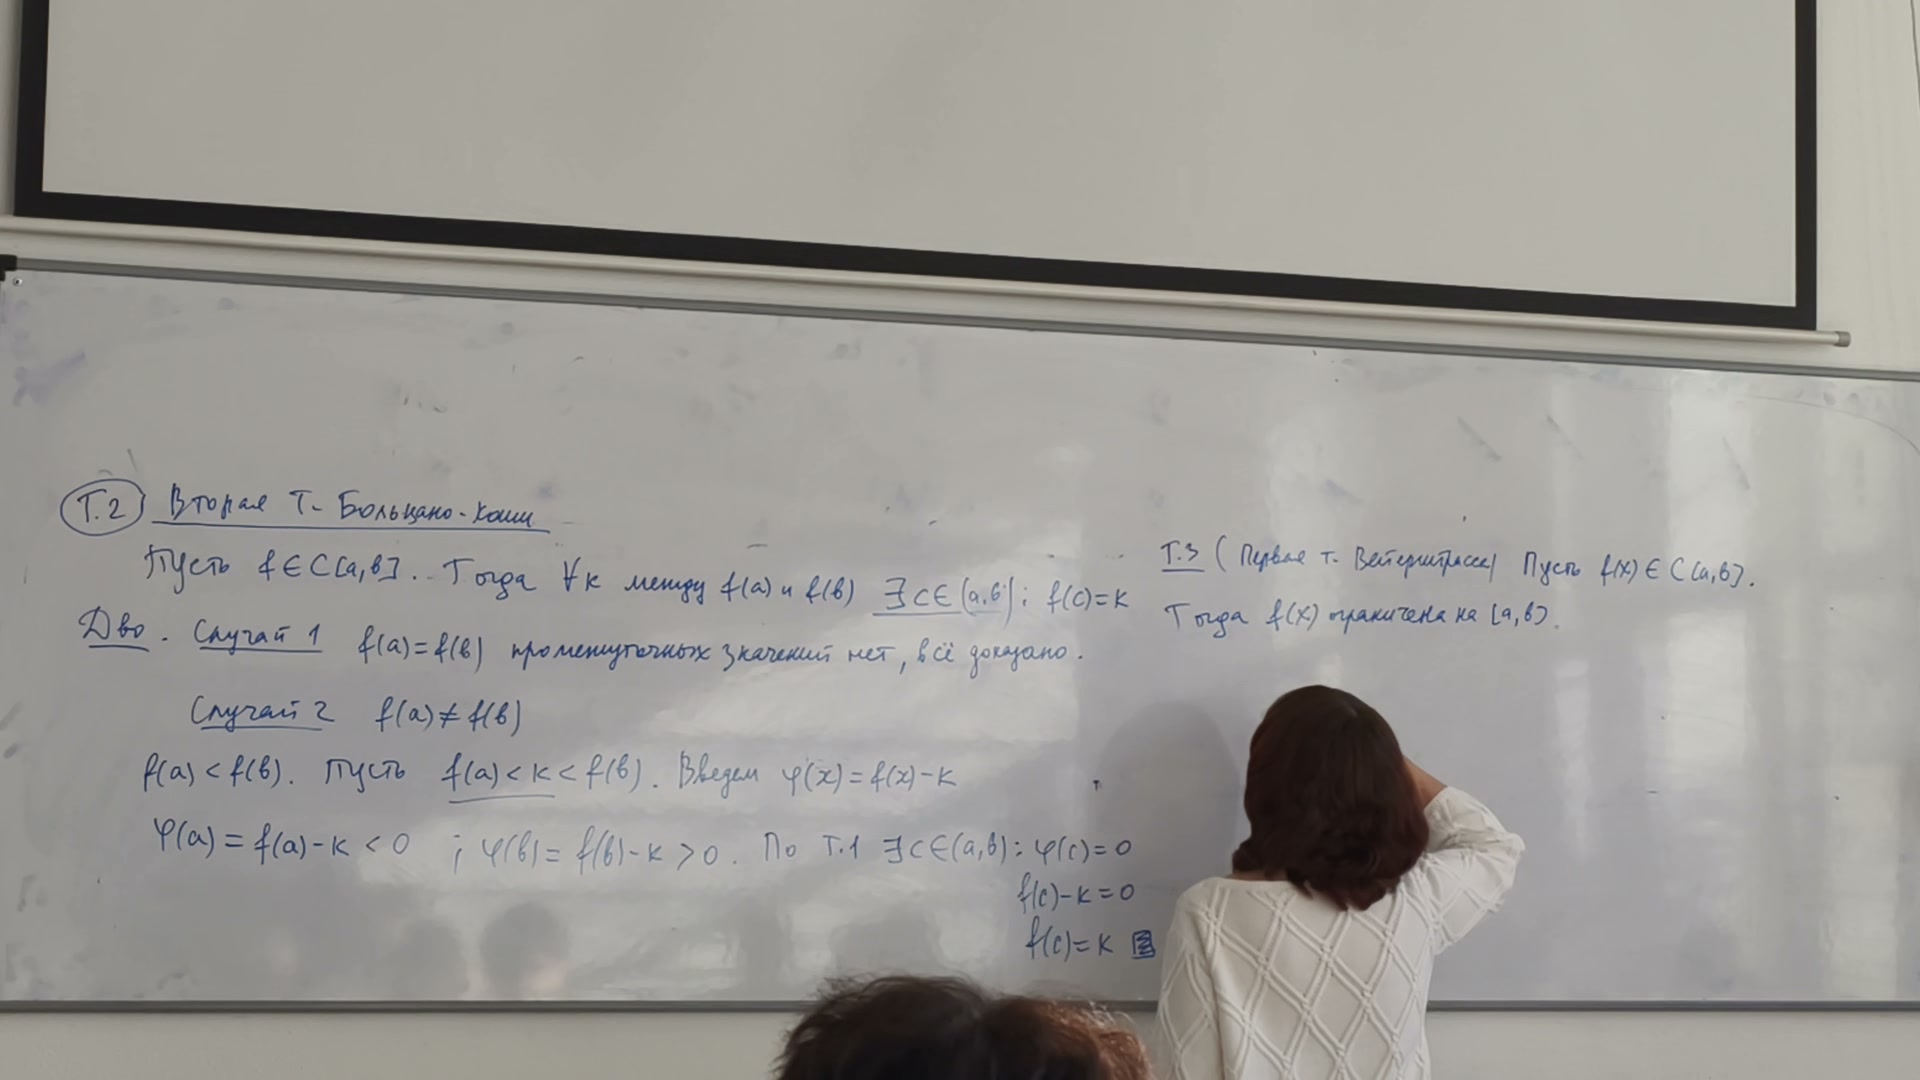 Т.2 Вторая Т- Больцано-Коши
Пусть f∈C[a,b]. Тогда ∀k между f(a) и f(b) ∃c∈(a,b): f(c)=k
Дво. Случай 1 f(a)=f(b) промежуточных значений нет, всё доказано.
Случай 2 f(a)≠f(b)
f(a)<f(b). Пусть f(a)<k<f(b). Введем φ(x)=f(x)-k
φ(a)=f(a)-k<0 ; φ(b)=f(b)-k>0. По Т.1 ∃c∈(a,b): φ(c)=0
f(c)-k=0
f(c)=k
Т.3 (Первая т. Вейерштрасса) Пусть f(x)∈C[a,b].
Тогда f(x) ограничена на [a,b].